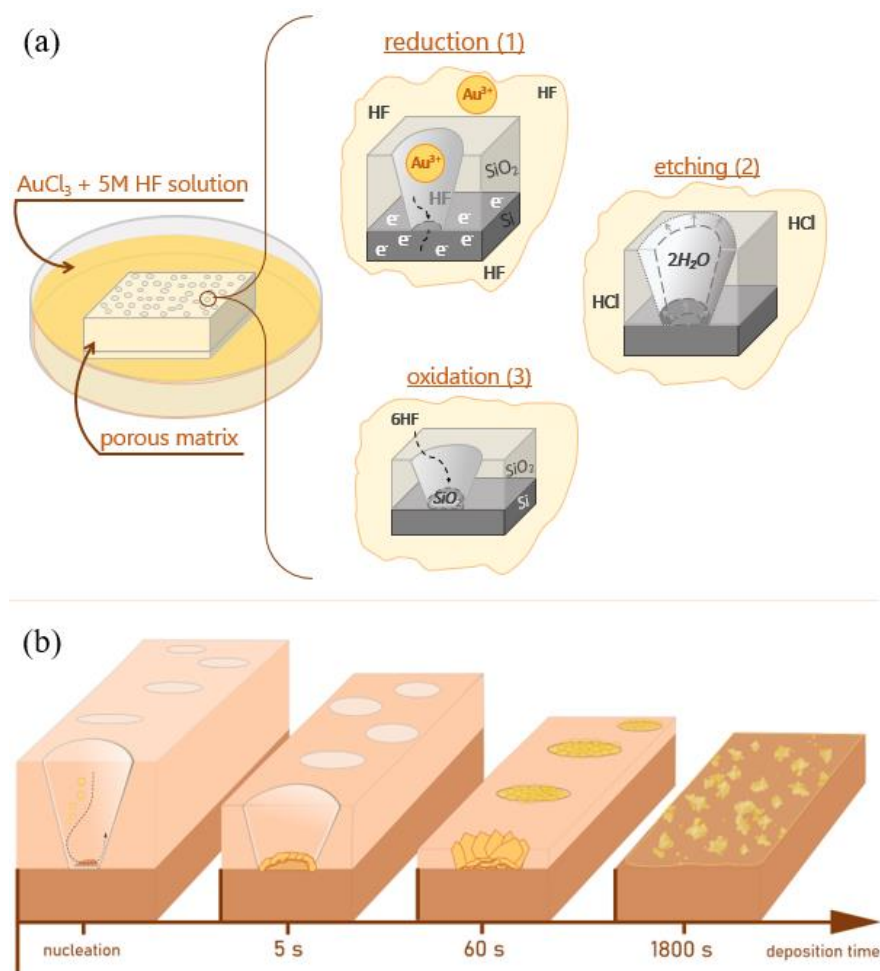 (a)
reduction (1)
Au³⁺
HF
HF
AuCl₃ + 5M HF solution
Au³⁺
SiO₂
HF
e⁻ e⁻ e⁻ Si
e⁻ e⁻ e⁻ e⁻
HF
etching (2)
HCl
2H₂O
HCl
oxidation (3)
6HF
SiO₂
SiO₂
Si
porous matrix
(b)
nucleation
5 s
60 s
1800 s
deposition time